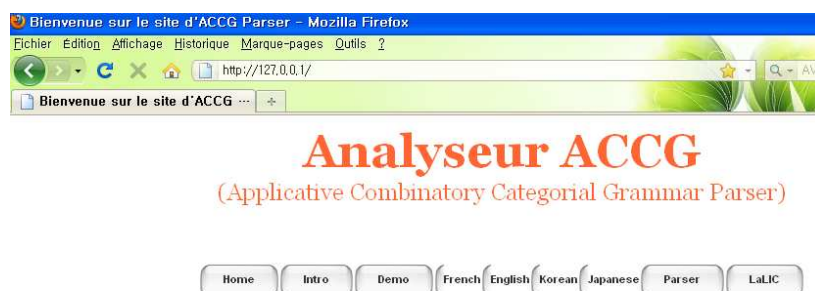 Bienvenue sur le site d'ACCG Parser - Mozilla Firefox
Fichier Édition Affichage Historique Marque-pages Outils ?
http://127.0.0.1/ AV
Bienvenue sur le site d'ACCG ...
Analyseur ACCG
(Applicative Combinatory Categorial Grammar Parser)
Home Intro Demo French English Korean Japanese Parser LaLIC